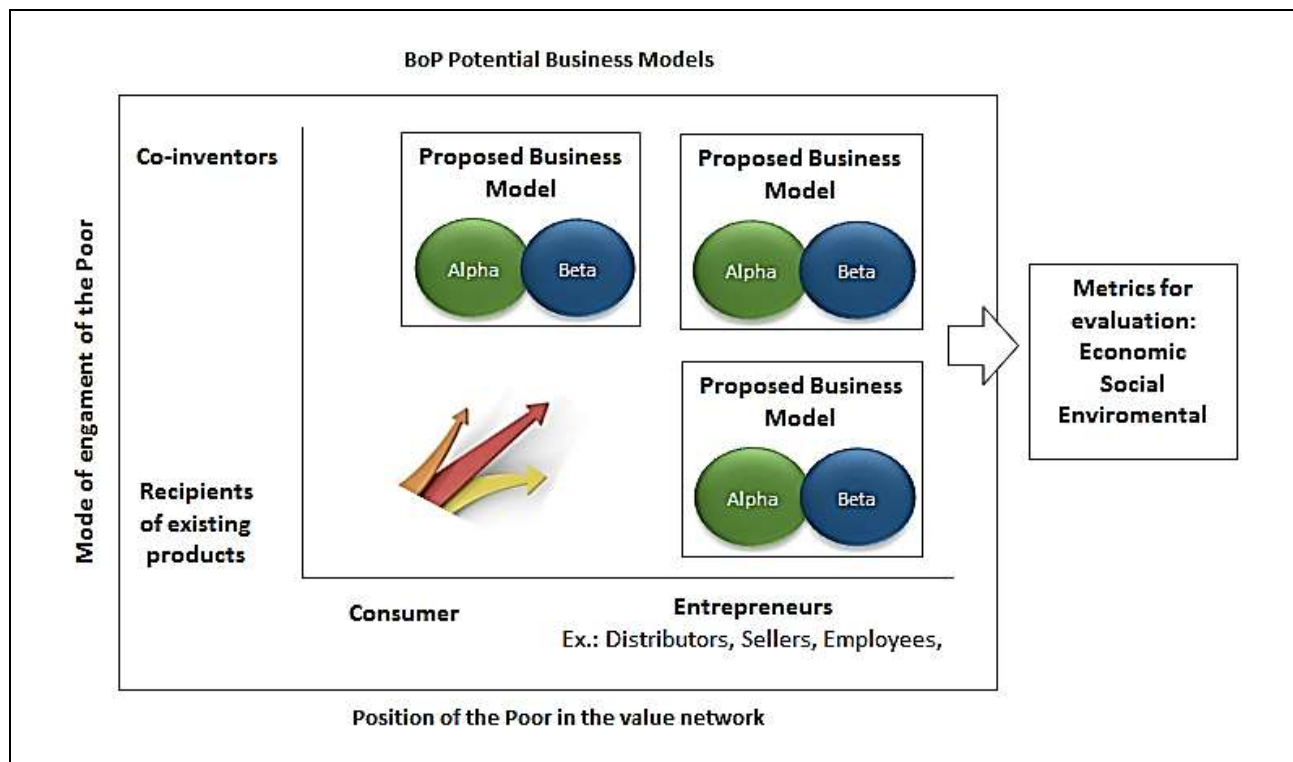 BoP Potential Business Models
Mode of engament of the Poor
Co-inventors
Proposed Business
Model
Alpha
Beta
Proposed Business
Model
Alpha
Beta
Metrics for
evaluation:
Economic
Social
Enviromental
Recipients
of existing
products
Proposed Business
Model
Alpha
Beta
Consumer
Entrepreneurs
Ex.: Distributors, Sellers, Employees,
Position of the Poor in the value network